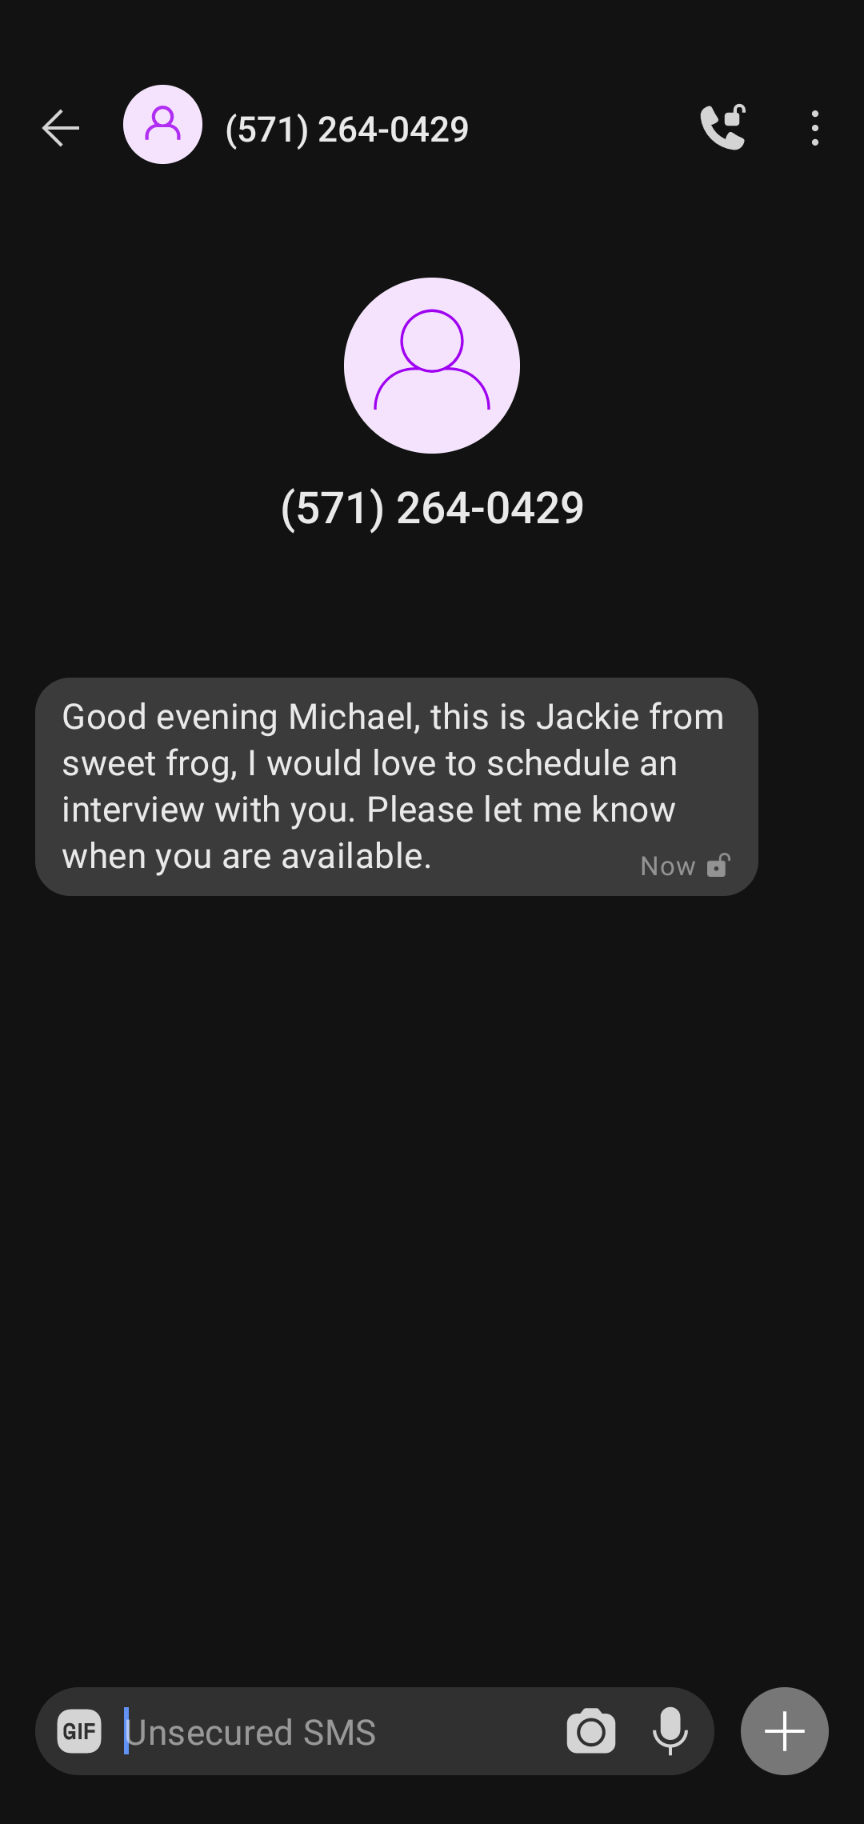 (571) 264-0429
(571) 264-0429
Good evening Michael, this is Jackie from
sweet frog, I would love to schedule an
interview with you. Please let me know
when you are available.
Now
GIF
Unsecured SMS